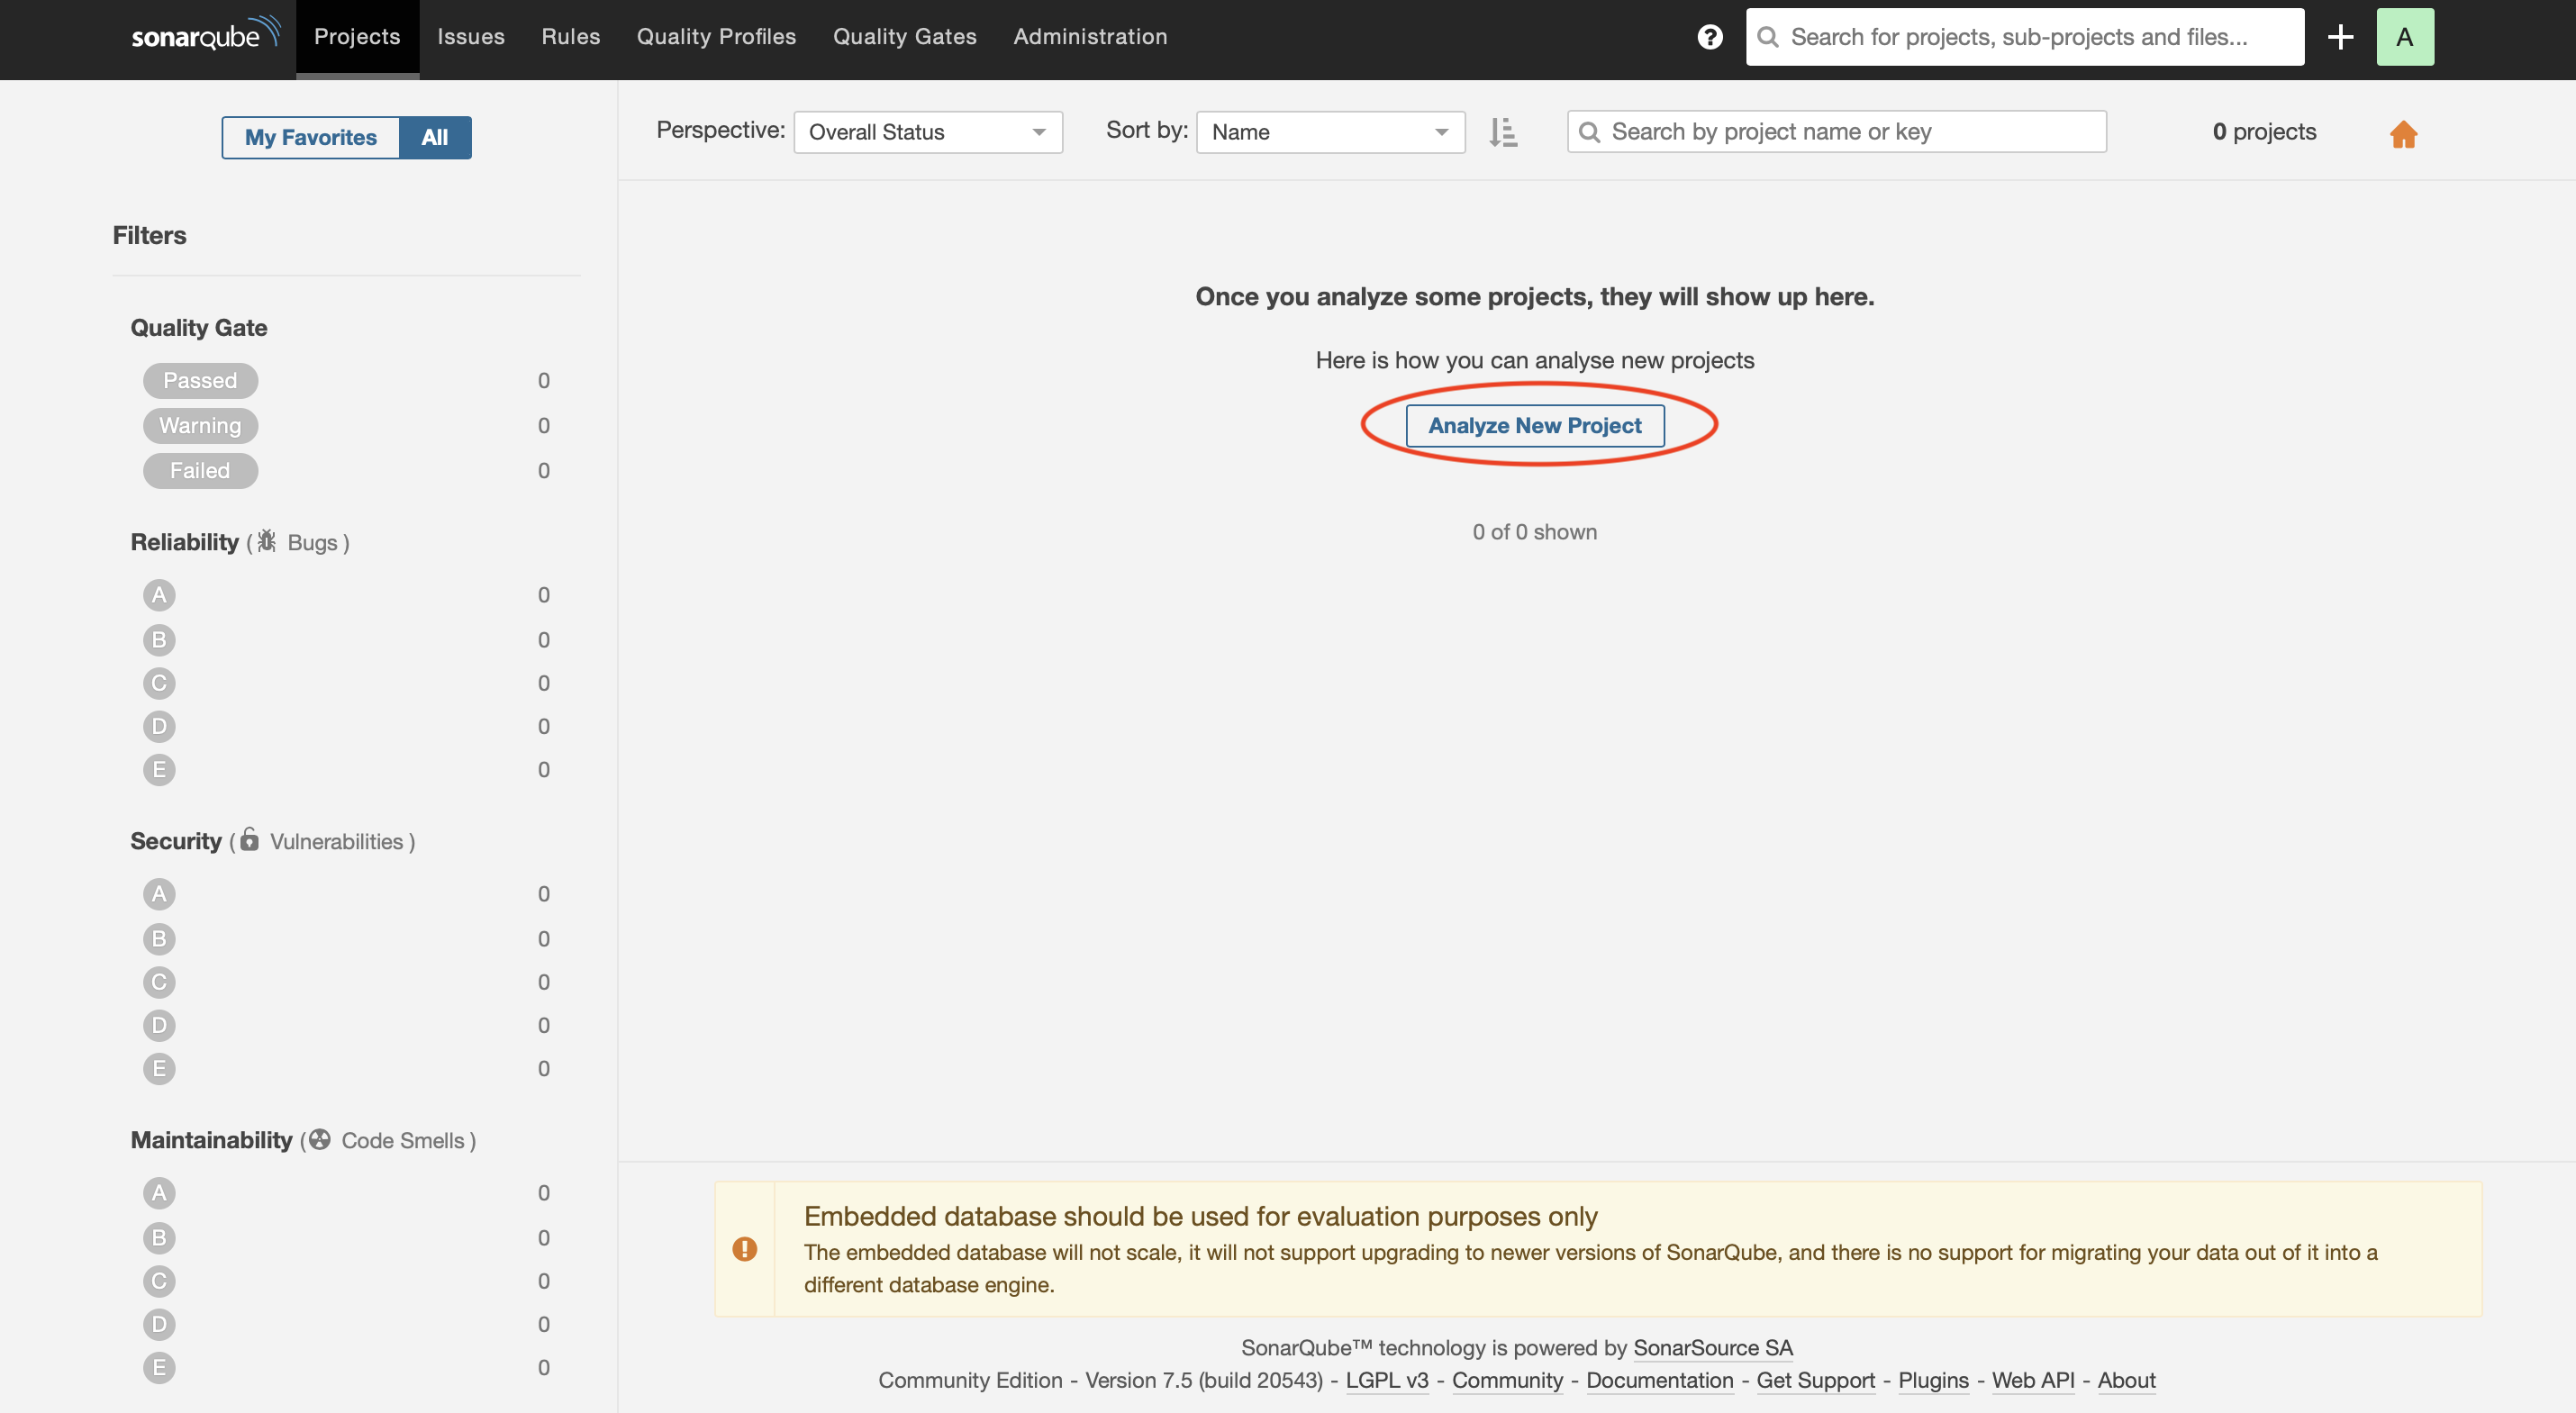 sonarqube Projects Issues Rules Quality Profiles Quality Gates Administration ? Search for projects, sub-projects and files... + A
My Favorites All
Perspective: Overall Status Sort by: Name Search by project name or key 0 projects
Filters
Quality Gate
Passed 0
Warning 0
Failed 0
Reliability ( Bugs )
A 0
B 0
C 0
D 0
E 0
Security ( Vulnerabilities )
A 0
B 0
C 0
D 0
E 0
Maintainability ( Code Smells )
A 0
B 0
C 0
D 0
E 0
Once you analyze some projects, they will show up here.
Here is how you can analyse new projects
Analyze New Project
0 of 0 shown
Embedded database should be used for evaluation purposes only
The embedded database will not scale, it will not support upgrading to newer versions of SonarQube, and there is no support for migrating your data out of it into a
different database engine.
SonarQube™ technology is powered by SonarSource SA
Community Edition - Version 7.5 (build 20543) - LGPL v3 - Community - Documentation - Get Support - Plugins - Web API - About